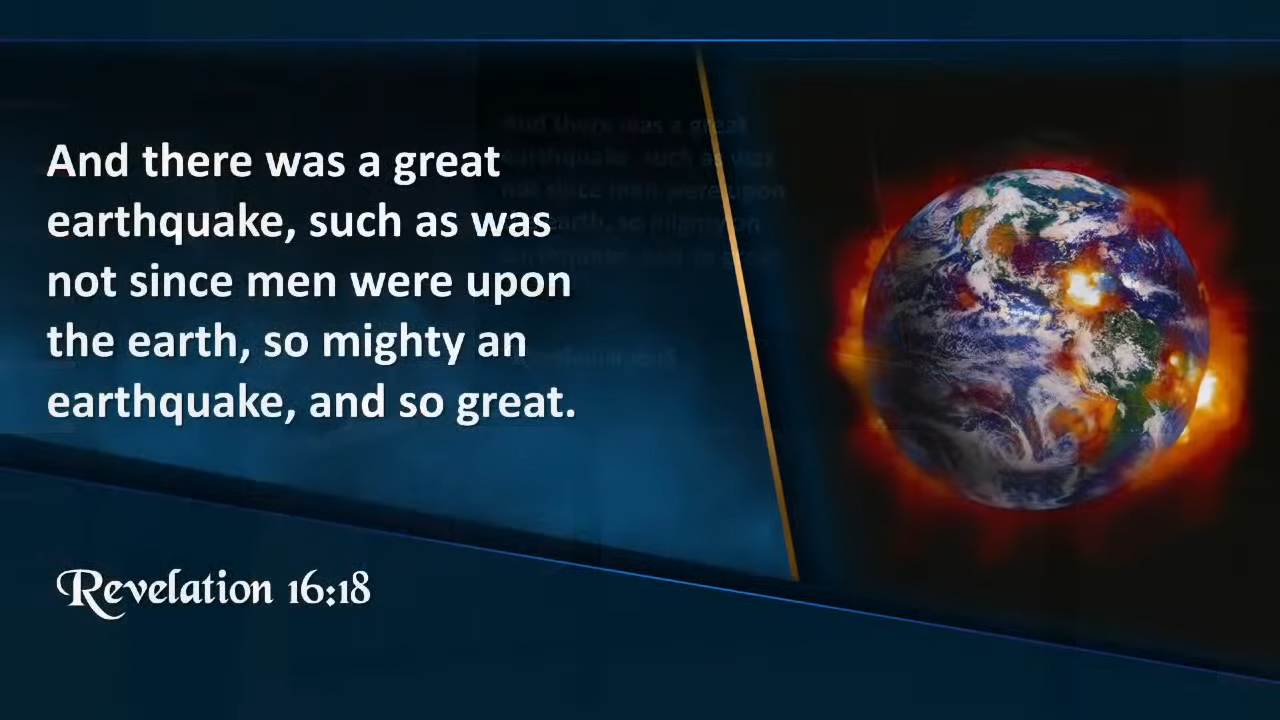 And there was a great
earthquake, such as was
not since men were upon
the earth, so mighty an
earthquake, and so great.
Revelation 16:18